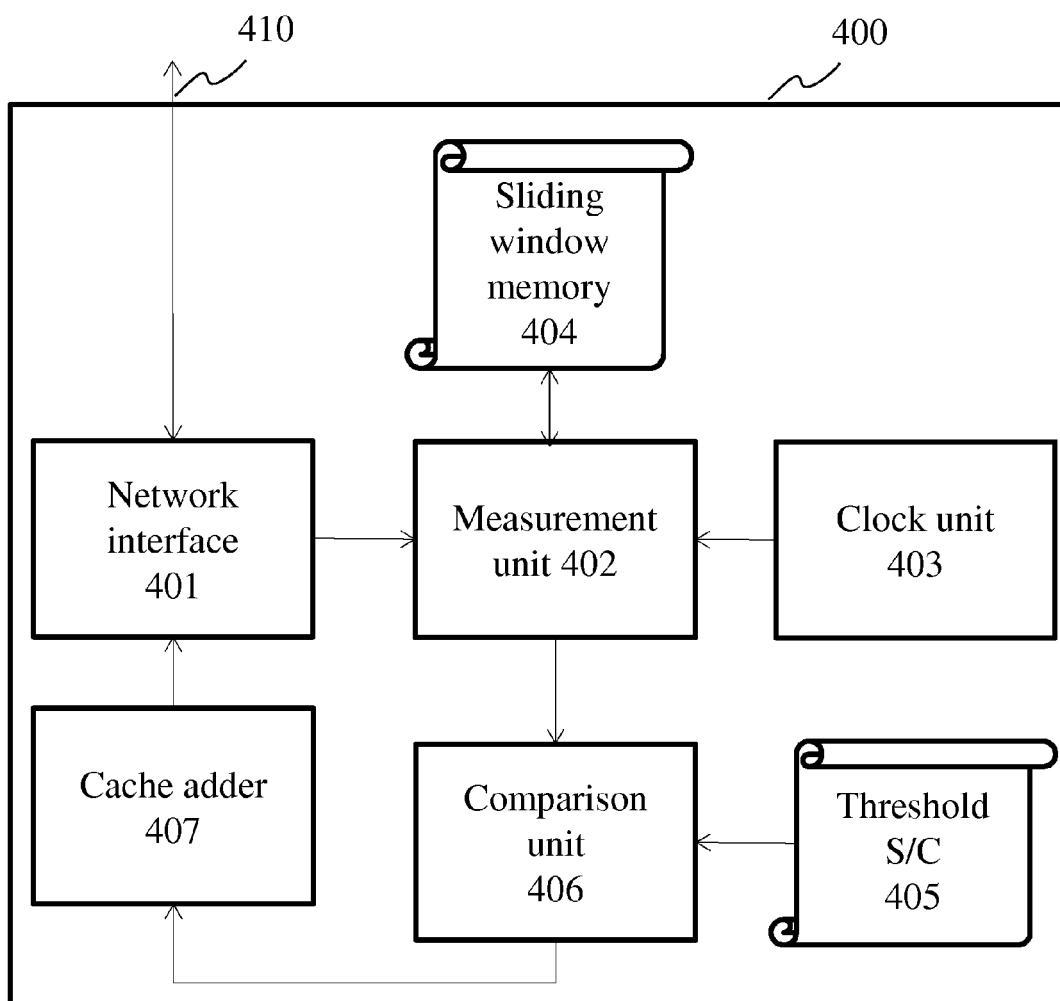 410
400
Sliding
window
memory
404
Network
interface
401
Measurement
unit 402
Clock unit
403
Cache adder
407
Comparison
unit
406
Threshold
S/C
405